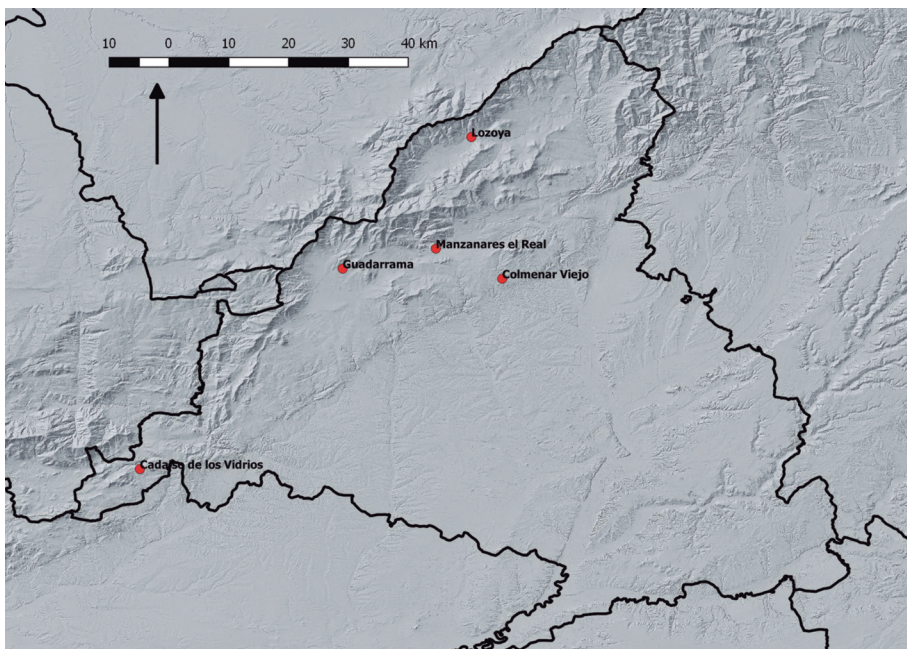 10 0 10 20 30 40 km
Lozoya
Manzanares el Real
Guadarrama
Colmenar Viejo
Cadalso de los Vidrios